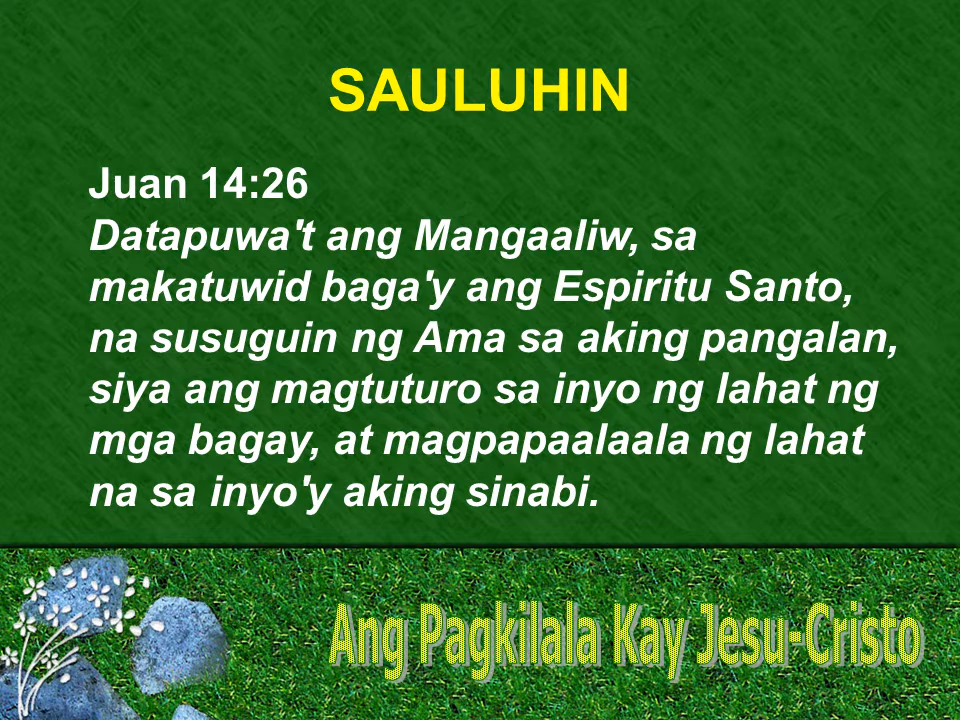 SAULUHIN
Juan 14:26
Datapuwa't ang Mangaaliw, sa
makatuwid baga'y ang Espiritu Santo,
na susuguin ng Ama sa aking pangalan,
siya ang magtuturo sa inyo ng lahat ng
mga bagay, at magpapaalaala ng lahat
na sa inyo'y aking sinabi.
Ang Pagkilala Kay Jesu-Cristo